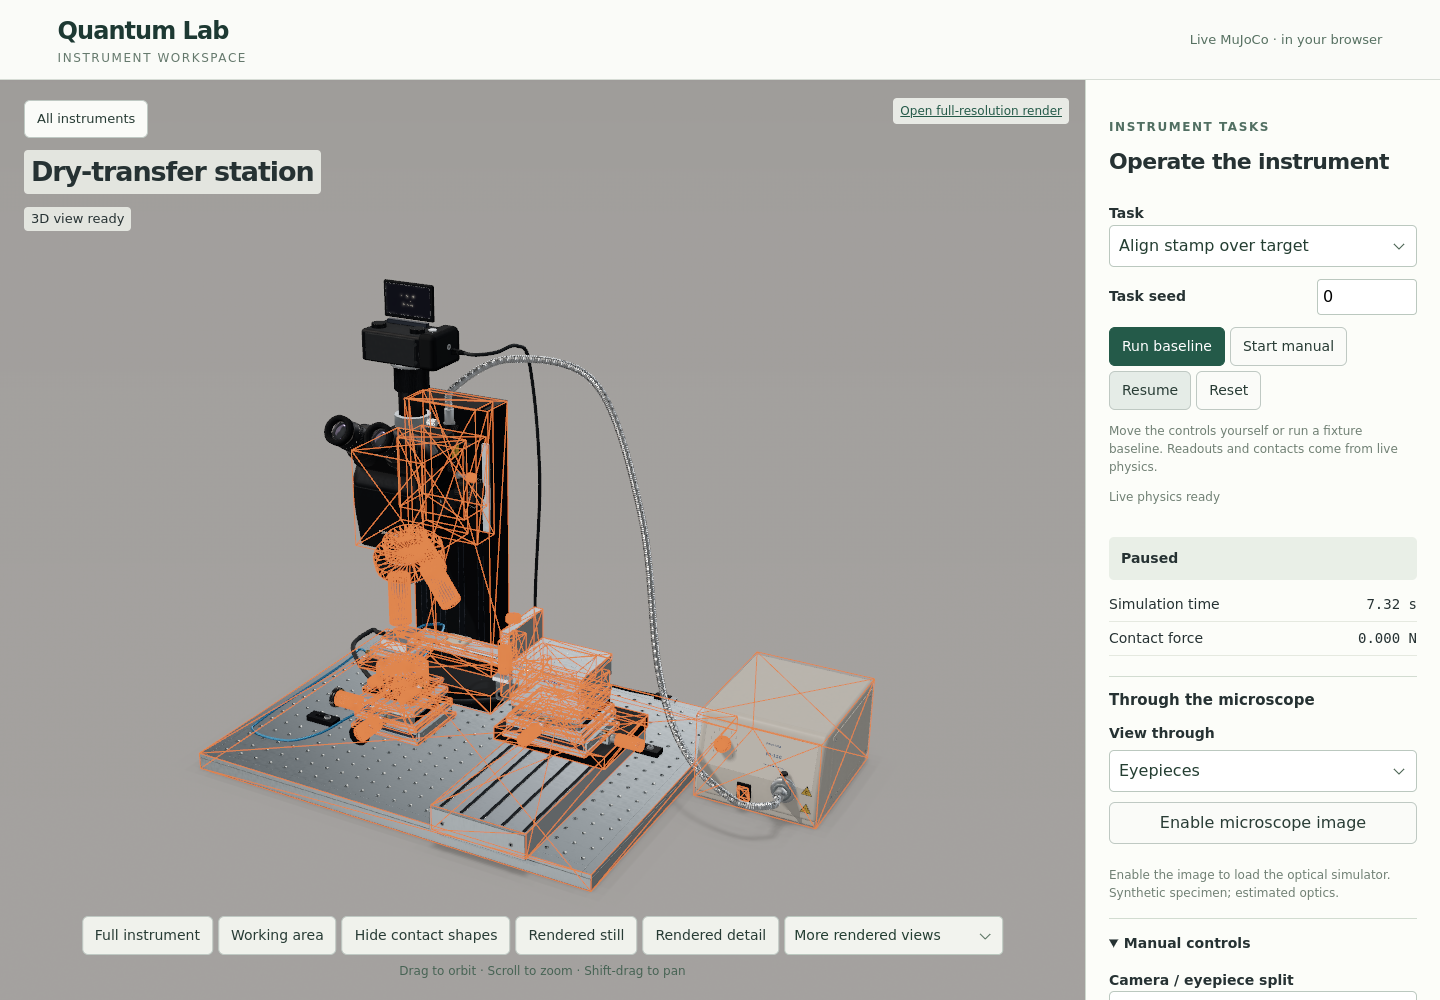 Quantum Lab
INSTRUMENT WORKSPACE
Live MuJoCo · in your browser
All instruments
Open full-resolution render
Dry-transfer station
3D view ready
Full instrument
Working area
Hide contact shapes
Rendered still
Rendered detail
More rendered views
Drag to orbit · Scroll to zoom · Shift-drag to pan
INSTRUMENT TASKS
Operate the instrument
Task
Align stamp over target
Task seed
0
Run baseline
Start manual
Resume
Reset
Move the controls yourself or run a fixture
baseline. Readouts and contacts come from live
physics.
Live physics ready
Paused
Simulation time
7.32 s
Contact force
0.000 N
Through the microscope
View through
Eyepieces
Enable microscope image
Enable the image to load the optical simulator.
Synthetic specimen; estimated optics.
▼ Manual controls
Camera / eyepiece split